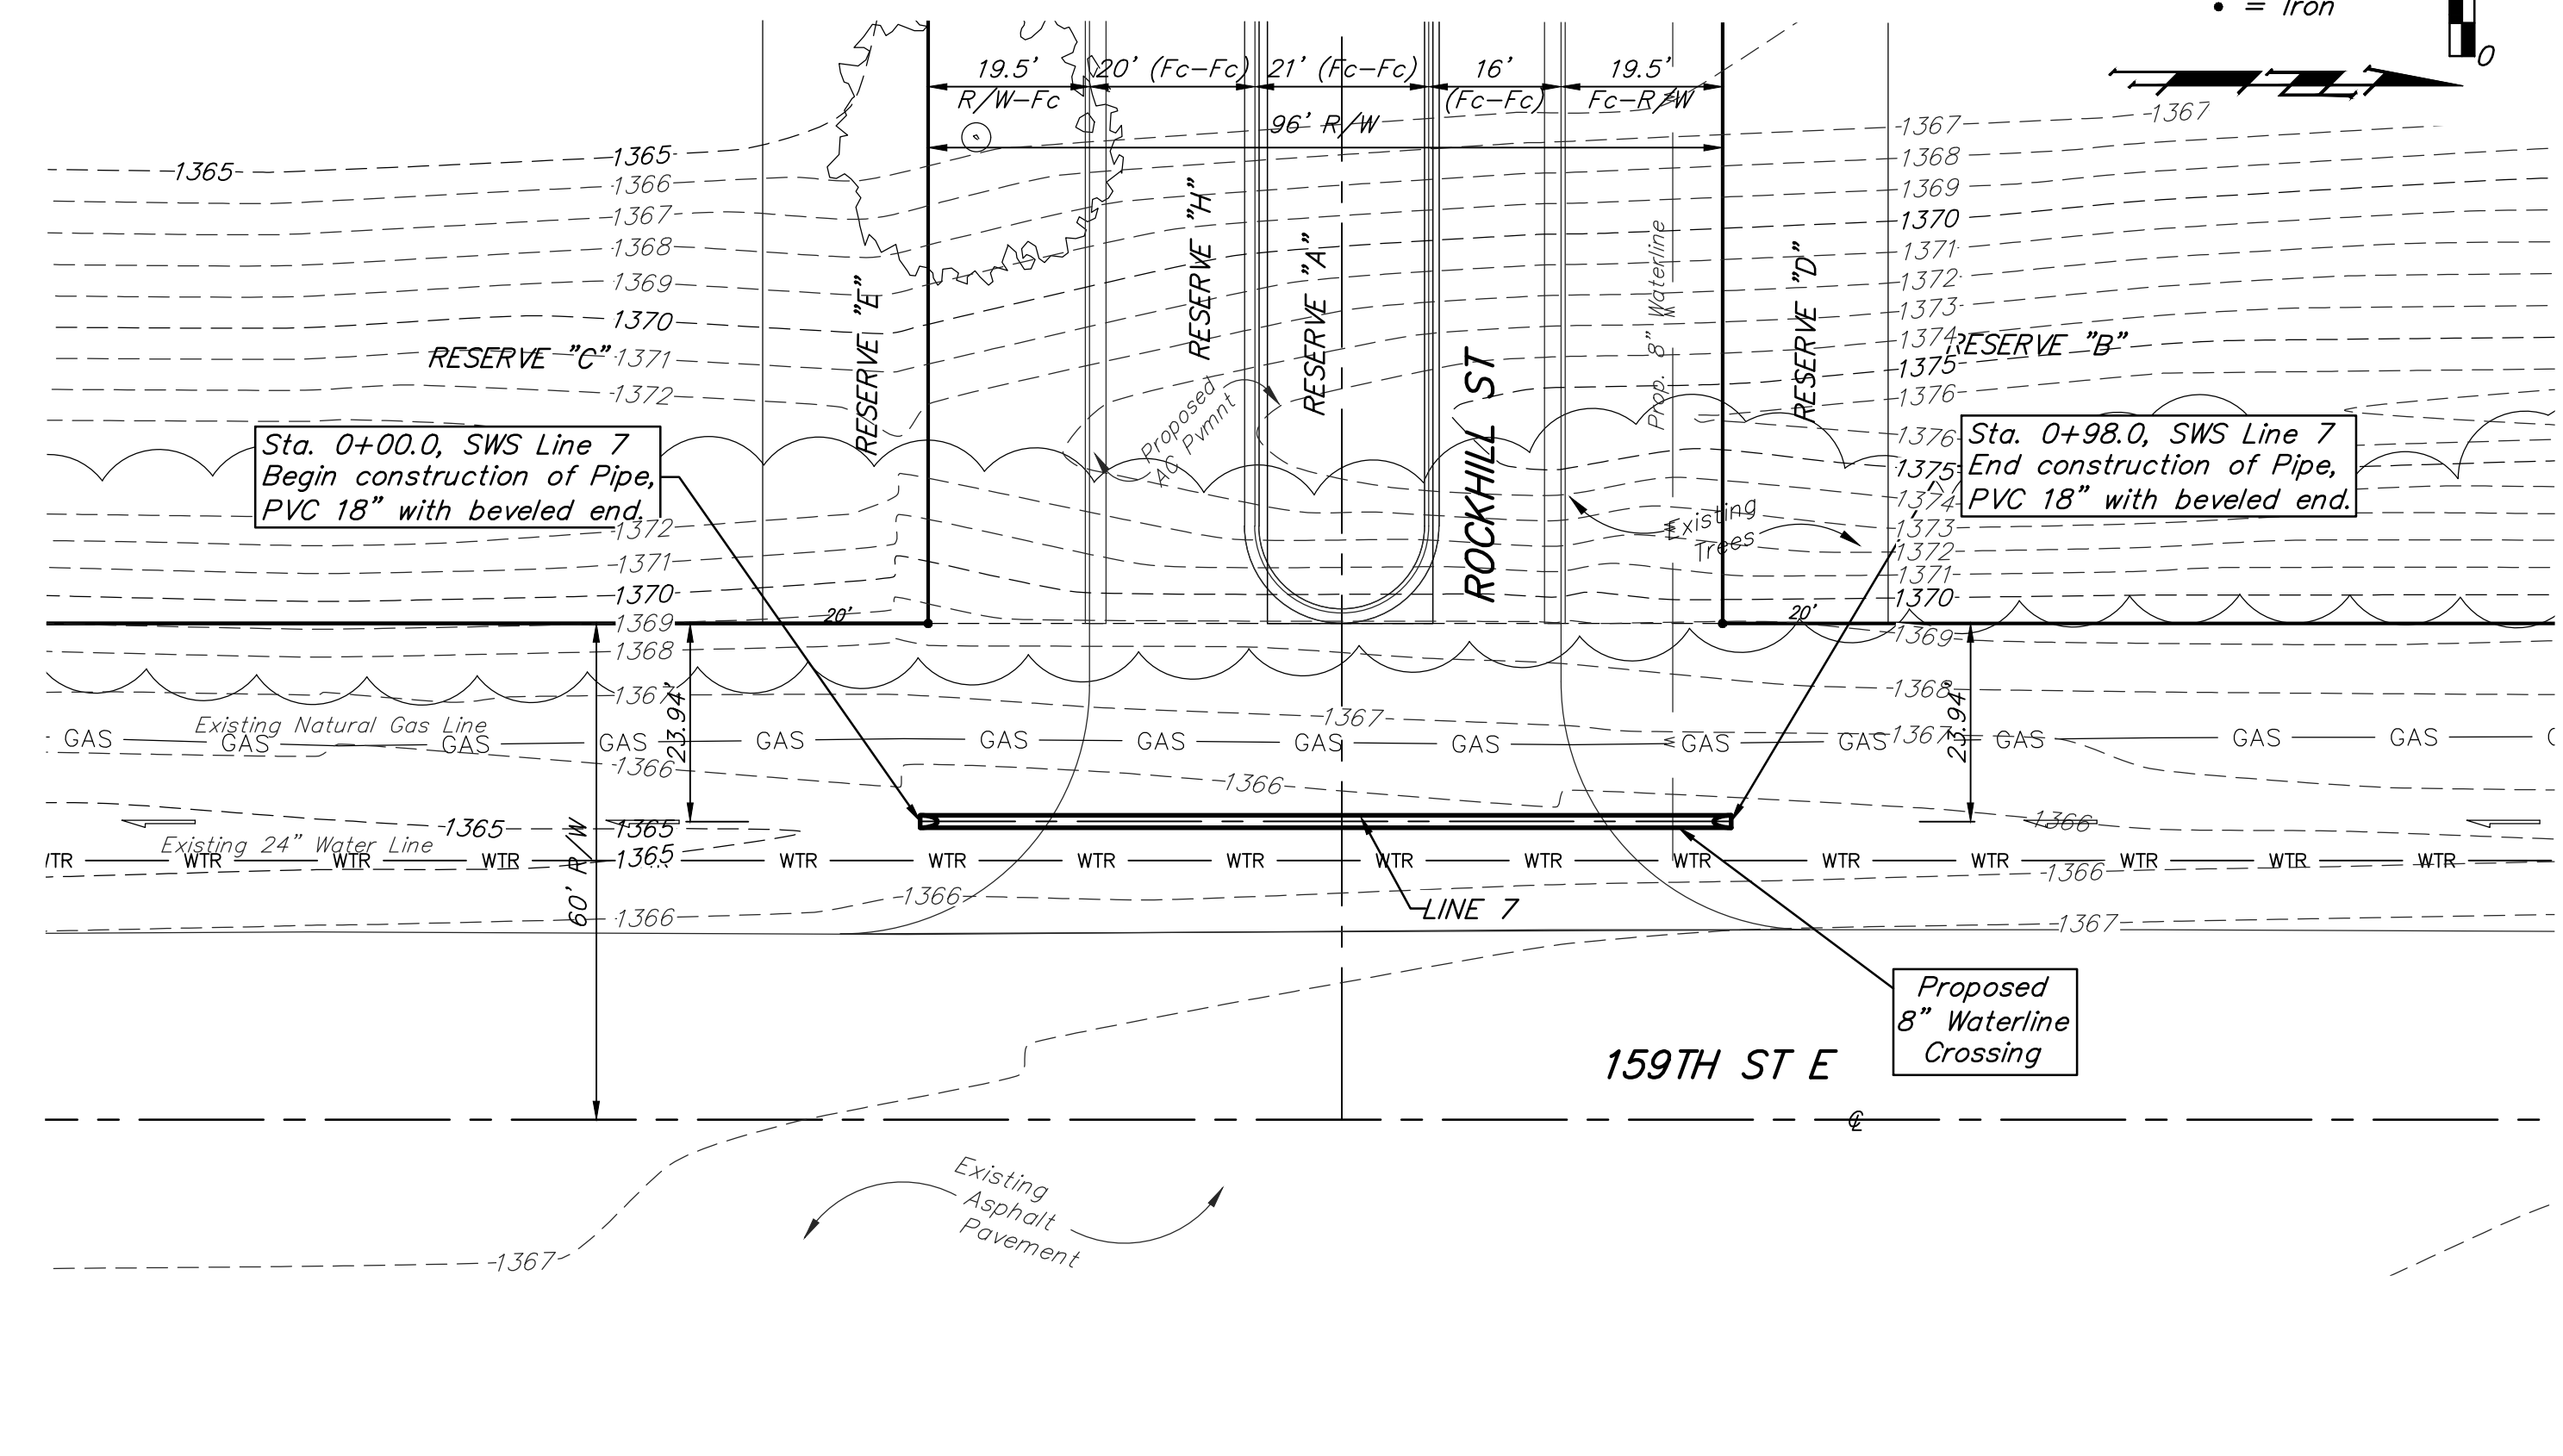 • = Iron
0
19.5'
20' (Fc-Fc)
21' (Fc-Fc)
16'
19.5'
R/W-Fc
(Fc-Fc)
Fc-R/W
96' R/W
1367
1367
1365
1365
1368
1366
1369
1367
1370
1368
1371
1369
1372
1370
1373
1371
1374
1372
1375
1376
RESERVE "C"
RESERVE "E"
RESERVE "H"
RESERVE "A"
ROCKHILL ST
Prop. 8" Waterline
RESERVE "D"
RESERVE "B"
Proposed
AC Pvmnt
Sta. 0+00.0, SWS Line 7
Begin construction of Pipe,
PVC 18" with beveled end.
Sta. 0+98.0, SWS Line 7
End construction of Pipe,
PVC 18" with beveled end.
1376
1375
1374
1373
1372
1371
1370
1369
1368
1367
Existing
Trees
1372
1371
1370
1369
1368
1367
1366
20'
20'
23.94'
23.94'
1367
1366
Existing Natural Gas Line
GAS GAS GAS GAS GAS GAS GAS GAS GAS GAS GAS GAS GAS GAS
1365
1365
1365
1366
Existing 24" Water Line
WTR WTR WTR WTR WTR WTR WTR WTR WTR WTR WTR WTR WTR WTR WTR WTR
60' R/W
1366
1366
1366
1367
LINE 7
Proposed
8" Waterline
Crossing
159TH ST E
℄
Existing
Asphalt
Pavement
1367